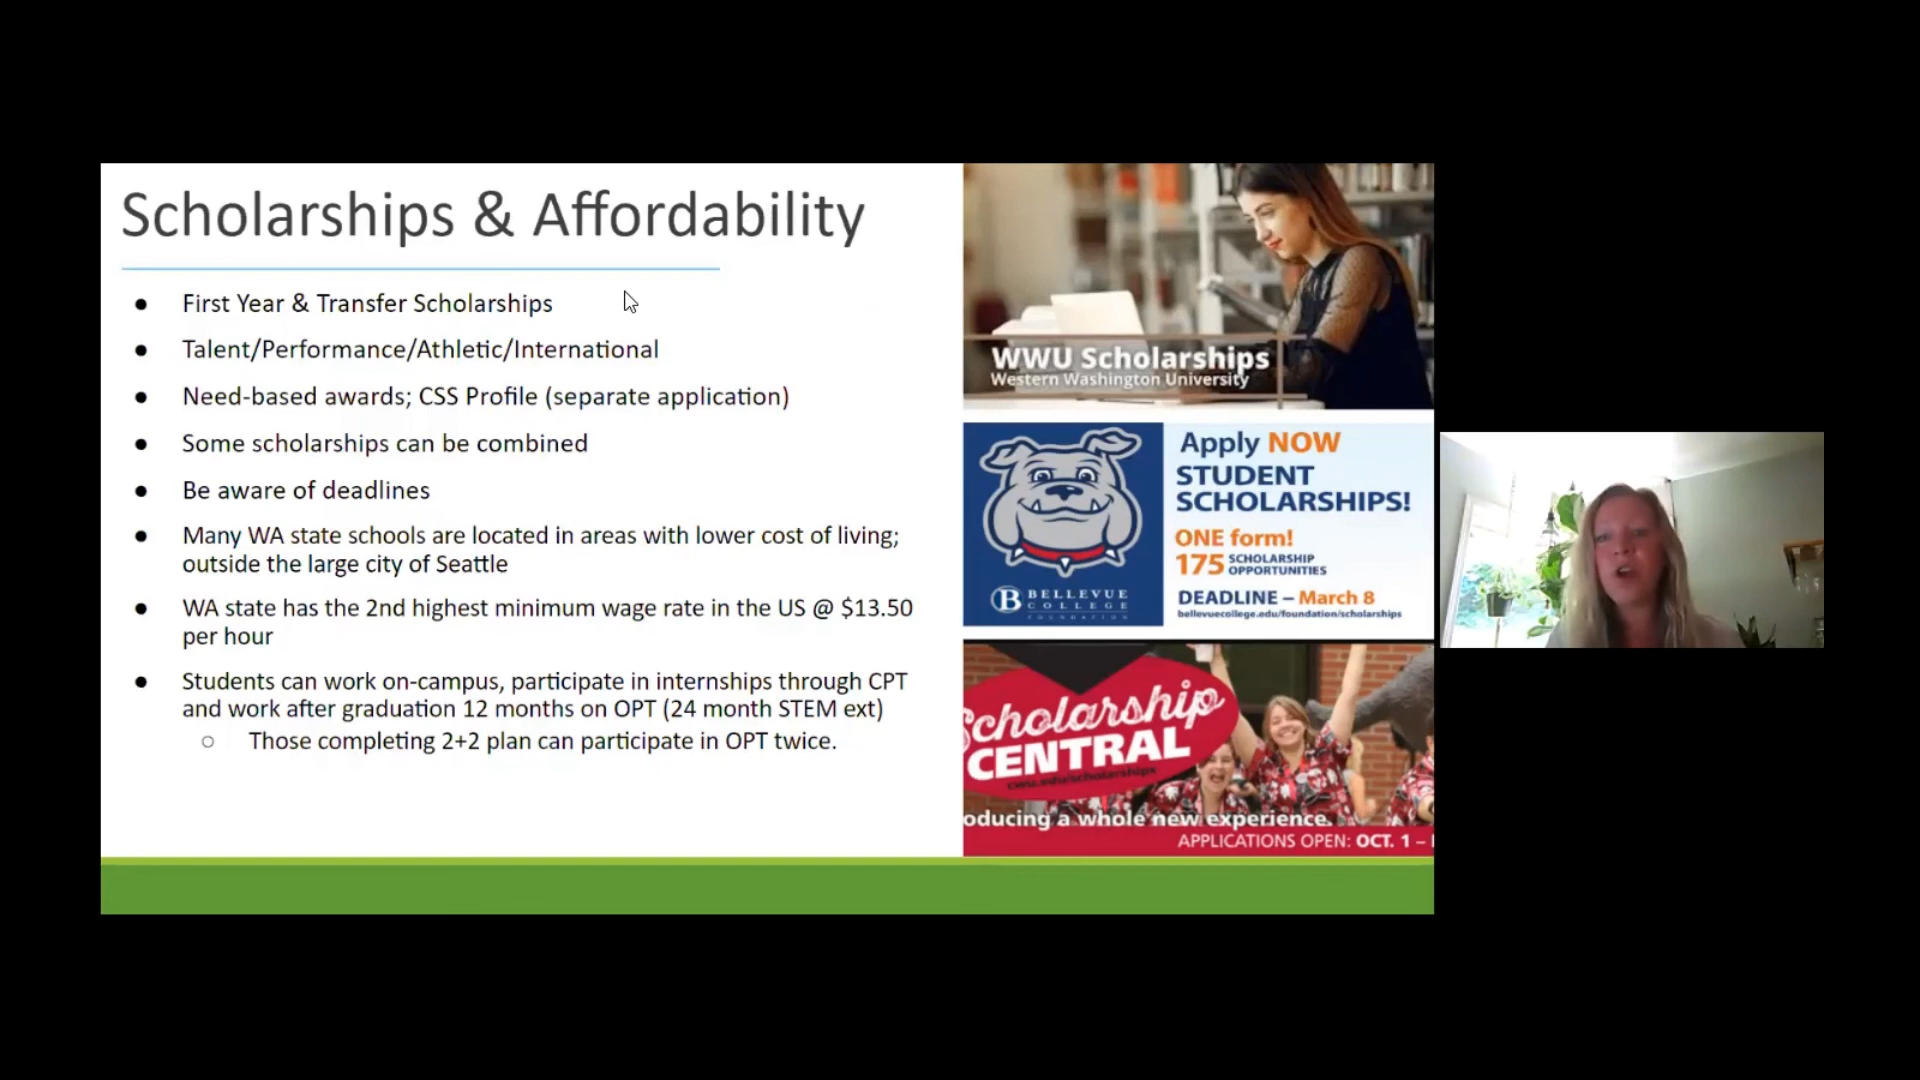 Scholarships & Affordability
● First Year & Transfer Scholarships
● Talent/Performance/Athletic/International
● Need-based awards; CSS Profile (separate application)
● Some scholarships can be combined
● Be aware of deadlines
● Many WA state schools are located in areas with lower cost of living;
outside the large city of Seattle
● WA state has the 2nd highest minimum wage rate in the US @ $13.50
per hour
● Students can work on-campus, participate in internships through CPT
and work after graduation 12 months on OPT (24 month STEM ext)
○ Those completing 2+2 plan can participate in OPT twice.
WWU Scholarships
Western Washington University
Apply NOW
STUDENT
SCHOLARSHIPS!
ONE form!
175 SCHOLARSHIP
OPPORTUNITIES
DEADLINE – March 8
bellevuecollege.edu/foundation/scholarships
B BELLEVUE
COLLEGE
FOUNDATION
Scholarship
CENTRAL
cwu.edu/scholarships
oducing a whole new experience.
APPLICATIONS OPEN: OCT. 1 –